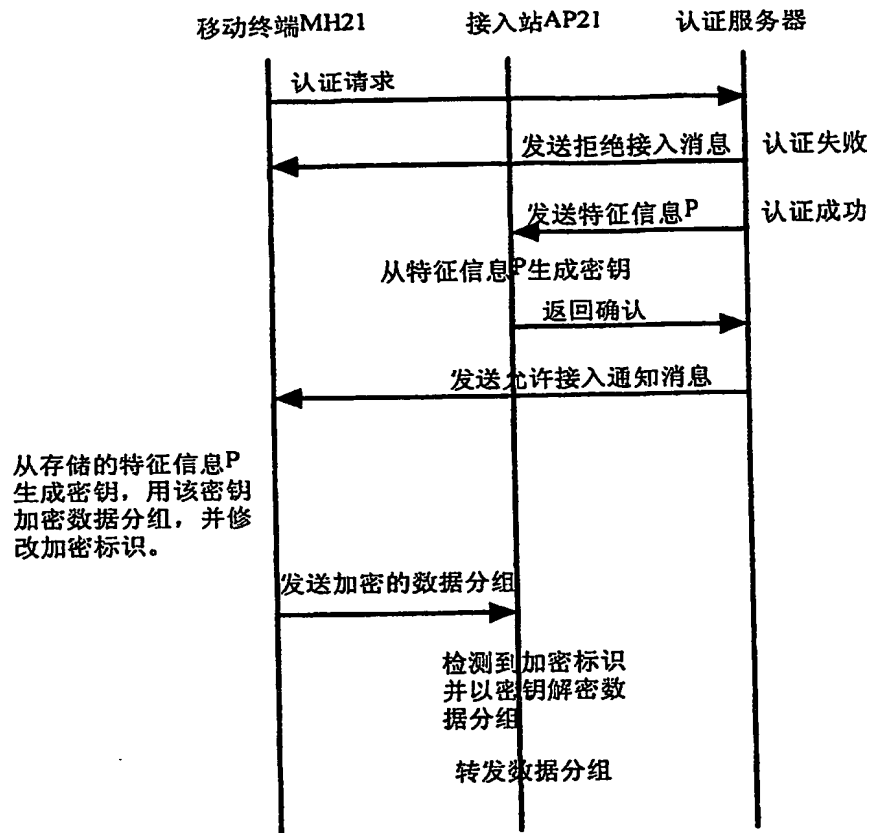 移动终端MH21 接入站AP21 认证服务器
认证请求
发送拒绝接入消息 认证失败
发送特征信息P 认证成功
从特征信息P生成密钥
返回确认
发送允许接入通知消息
从存储的特征信息P
生成密钥，用该密钥
加密数据分组，并修
改加密标识。
发送加密的数据分组
检测到加密标识
并以密钥解密数
据分组
转发数据分组